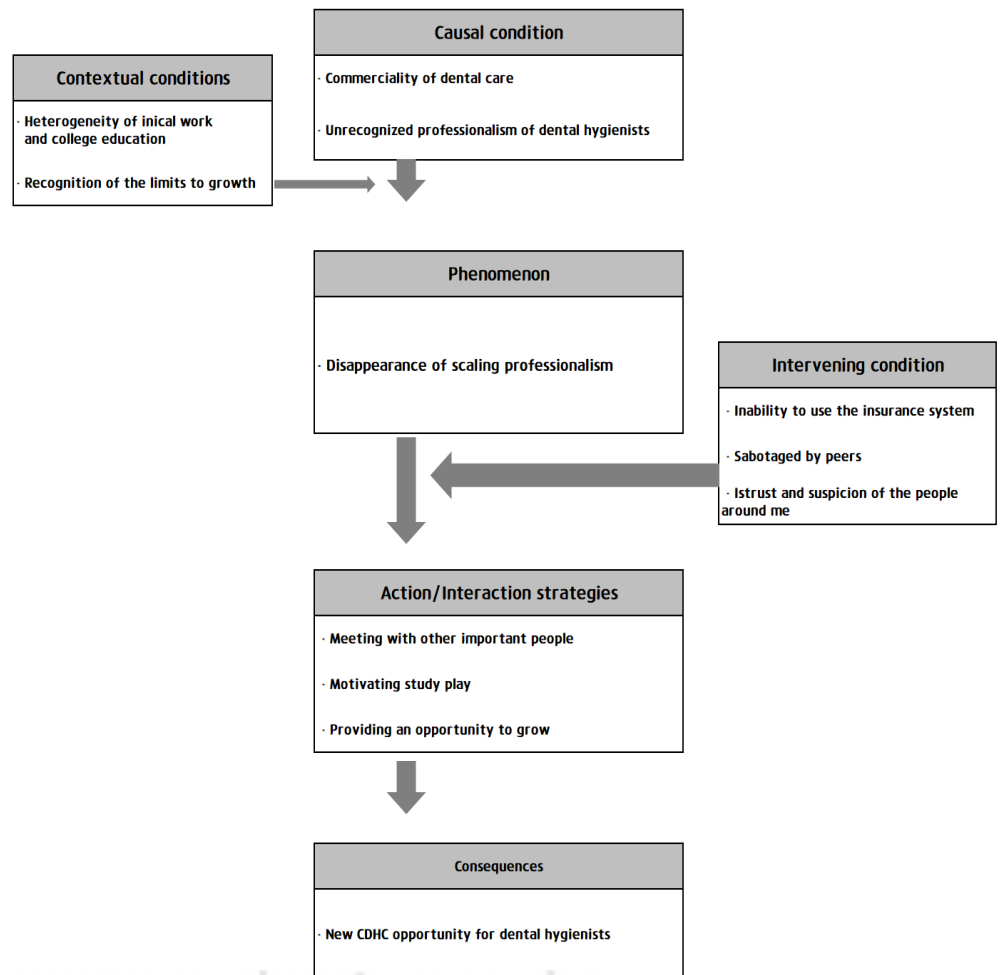 Causal condition
· Commerciality of dental care
· Unrecognized professionalism of dental hygienists
Contextual conditions
· Heterogeneity of inical work
and college education
· Recognition of the limits to growth
Phenomenon
· Disappearance of scaling professionalism
Intervening condition
· Inability to use the insurance system
· Sabotaged by peers
· Istrust and suspicion of the people
around me
Action/Interaction strategies
· Meeting with other important people
· Motivating study play
· Providing an opportunity to grow
Consequences
· New CDHC opportunity for dental hygienists